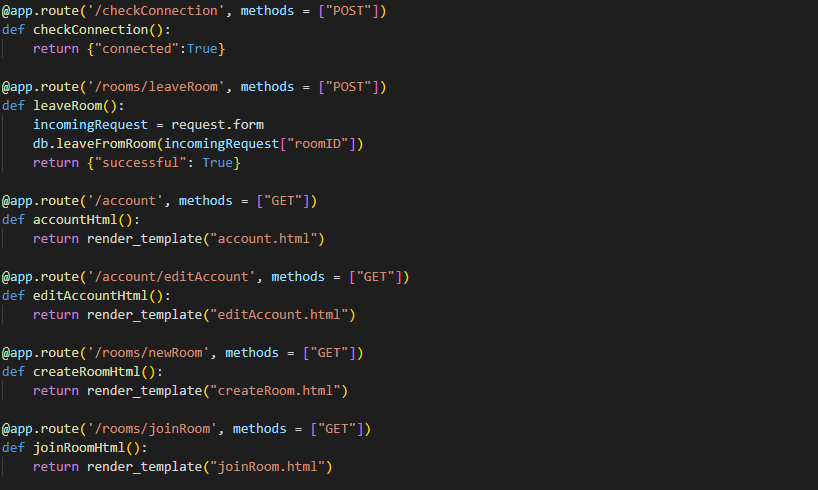 @app.route('/checkConnection', methods = ["POST"])
def checkConnection():
    return {"connected":True}

@app.route('/rooms/leaveRoom', methods = ["POST"])
def leaveRoom():
    incomingRequest = request.form
    db.leaveFromRoom(incomingRequest["roomID"])
    return {"successful": True}

@app.route('/account', methods = ["GET"])
def accountHtml():
    return render_template("account.html")

@app.route('/account/editAccount', methods = ["GET"])
def editAccountHtml():
    return render_template("editAccount.html")

@app.route('/rooms/newRoom', methods = ["GET"])
def createRoomHtml():
    return render_template("createRoom.html")

@app.route('/rooms/joinRoom', methods = ["GET"])
def joinRoomHtml():
    return render_template("joinRoom.html")